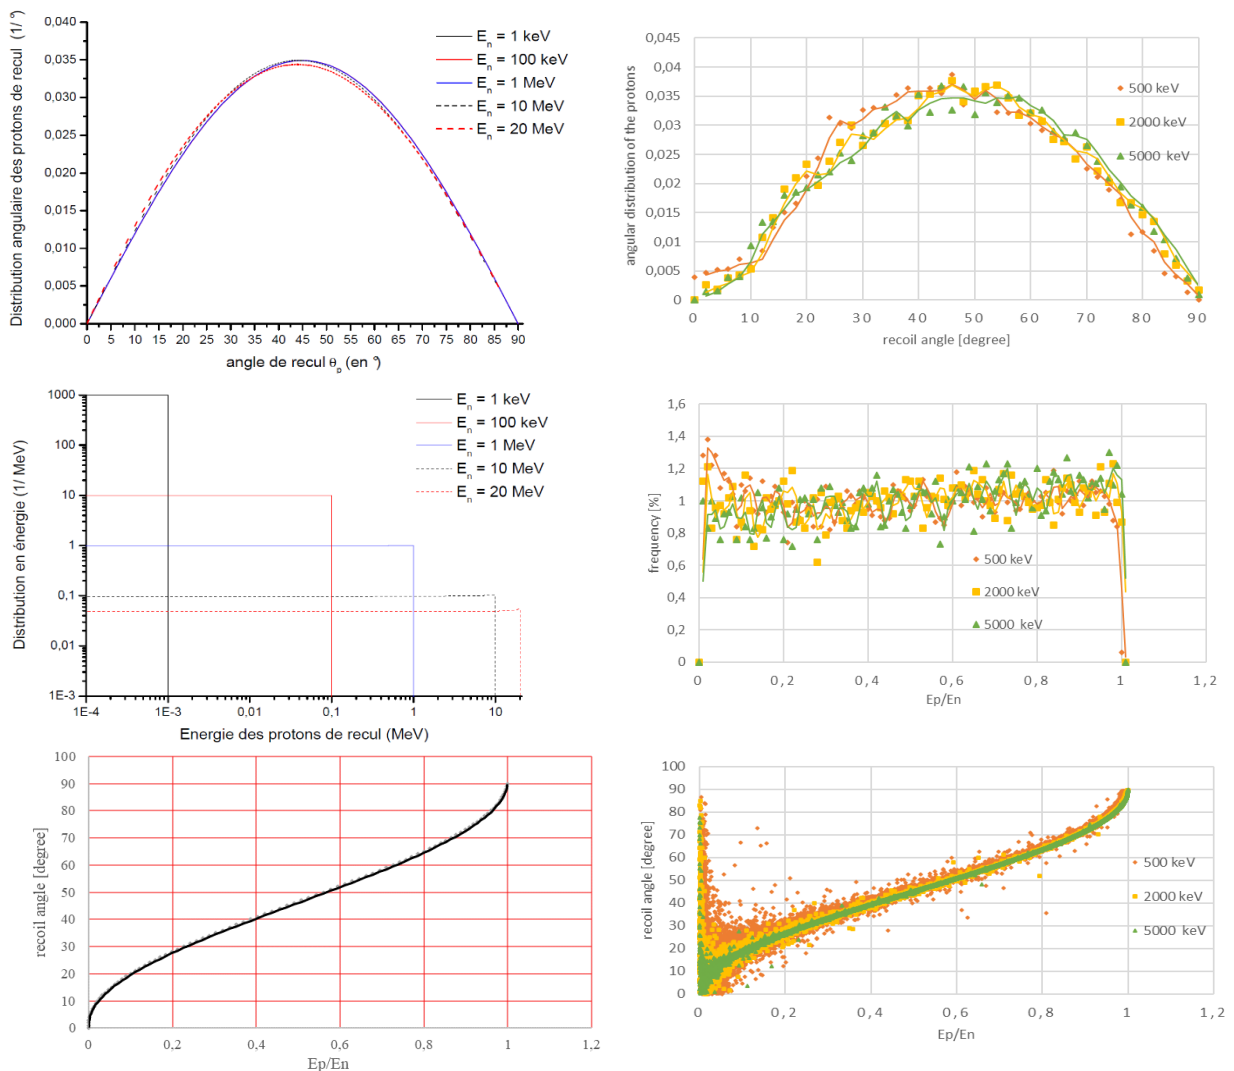 Distribution angulaire des protons de recul (1/ °)
0,040
0,035
0,030
0,025
0,020
0,015
0,010
0,005
0,000
0 5 10 15 20 25 30 35 40 45 50 55 60 65 70 75 80 85 90
angle de recul θp (en °)
En = 1 keV
En = 100 keV
En = 1 MeV
En = 10 MeV
En = 20 MeV
angular distribution of the protons
0,045
0,04
0,035
0,03
0,025
0,02
0,015
0,01
0,005
0
0 10 20 30 40 50 60 70 80 90
recoil angle [degree]
500 keV
2000 keV
5000 keV
Distribution en énergie (1/ MeV)
1000
100
10
1
0,1
0,01
1E-3
1E-4 1E-3 0,01 0,1 1 10
Energie des protons de recul (MeV)
En = 1 keV
En = 100 keV
En = 1 MeV
En = 10 MeV
En = 20 MeV
frequency [%]
1,6
1,4
1,2
1
0,8
0,6
0,4
0,2
0
0 0,2 0,4 0,6 0,8 1 1,2
Ep/En
500 keV
2000 keV
5000 keV
recoil angle [degree]
100
90
80
70
60
50
40
30
20
10
0
0 0,2 0,4 0,6 0,8 1 1,2
Ep/En
recoil angle [degree]
100
90
80
70
60
50
40
30
20
10
0
0 0,2 0,4 0,6 0,8 1 1,2
Ep/En
500 keV
2000 keV
5000 keV